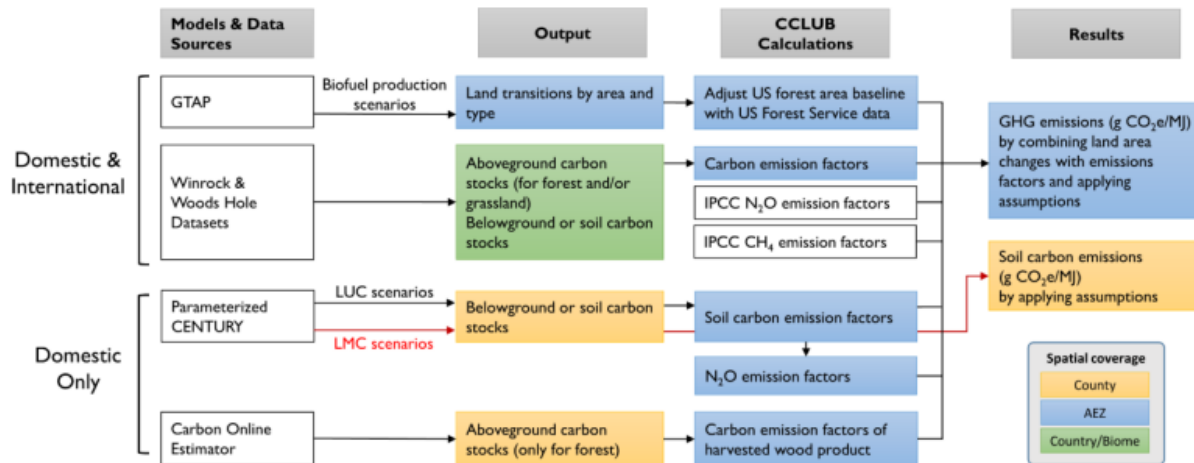 Models & Data
Sources
Output
CCLUB
Calculations
Results
Domestic &
International
GTAP
Biofuel production
scenarios
Land transitions by area and
type
Adjust US forest area baseline
with US Forest Service data
GHG emissions (g CO₂e/MJ)
by combining land area
changes with emissions
factors and applying
assumptions
Winrock &
Woods Hole
Datasets
Aboveground carbon
stocks (for forest and/or
grassland)
Belowground or soil carbon
stocks
Carbon emission factors
IPCC N₂O emission factors
IPCC CH₄ emission factors
Soil carbon emissions
(g CO₂e/MJ)
by applying assumptions
Domestic
Only
Parameterized
CENTURY
LUC scenarios
LMC scenarios
Belowground or soil carbon
stocks
Soil carbon emission factors
N₂O emission factors
Carbon Online
Estimator
Aboveground carbon
stocks (only for forest)
Carbon emission factors of
harvested wood product
Spatial coverage
County
AEZ
Country/Biome